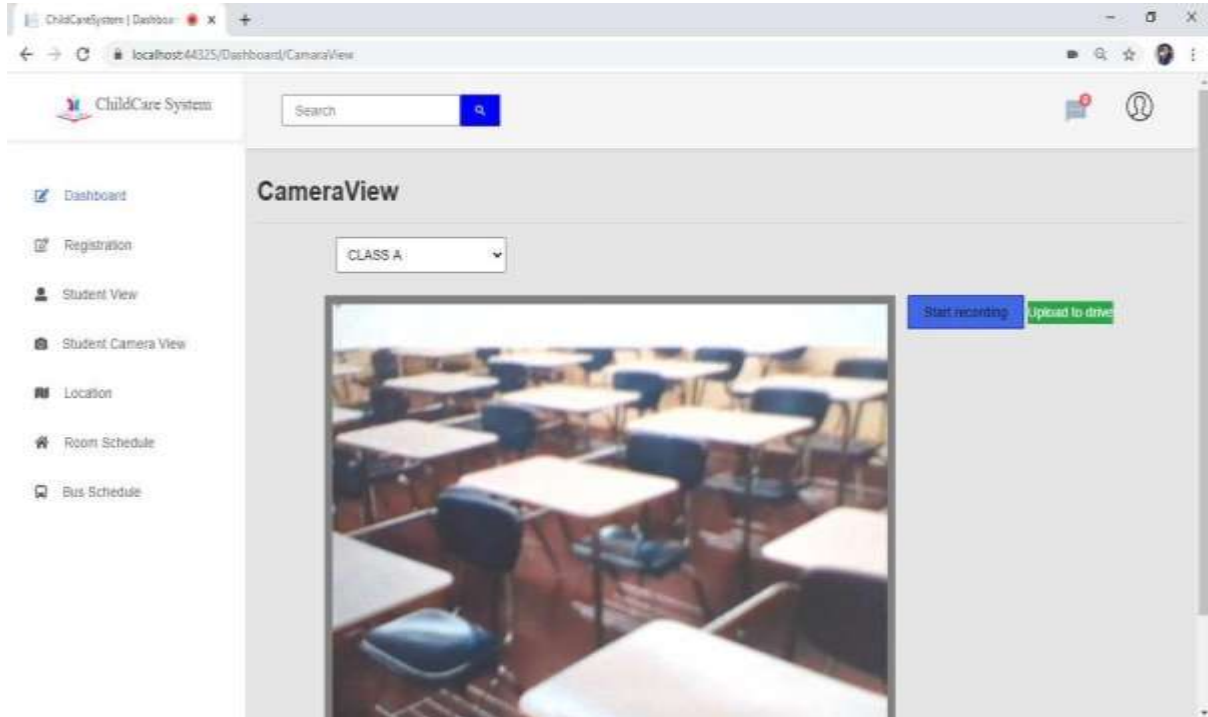 ChildCareSystem | Dashboar
localhost:44325/Dashboard/CamaraView
ChildCare System
Search
Dashboard
Registration
Student View
Student Camera View
Location
Room Schedule
Bus Schedule
CameraView
CLASS A
Start recording
Upload to drive